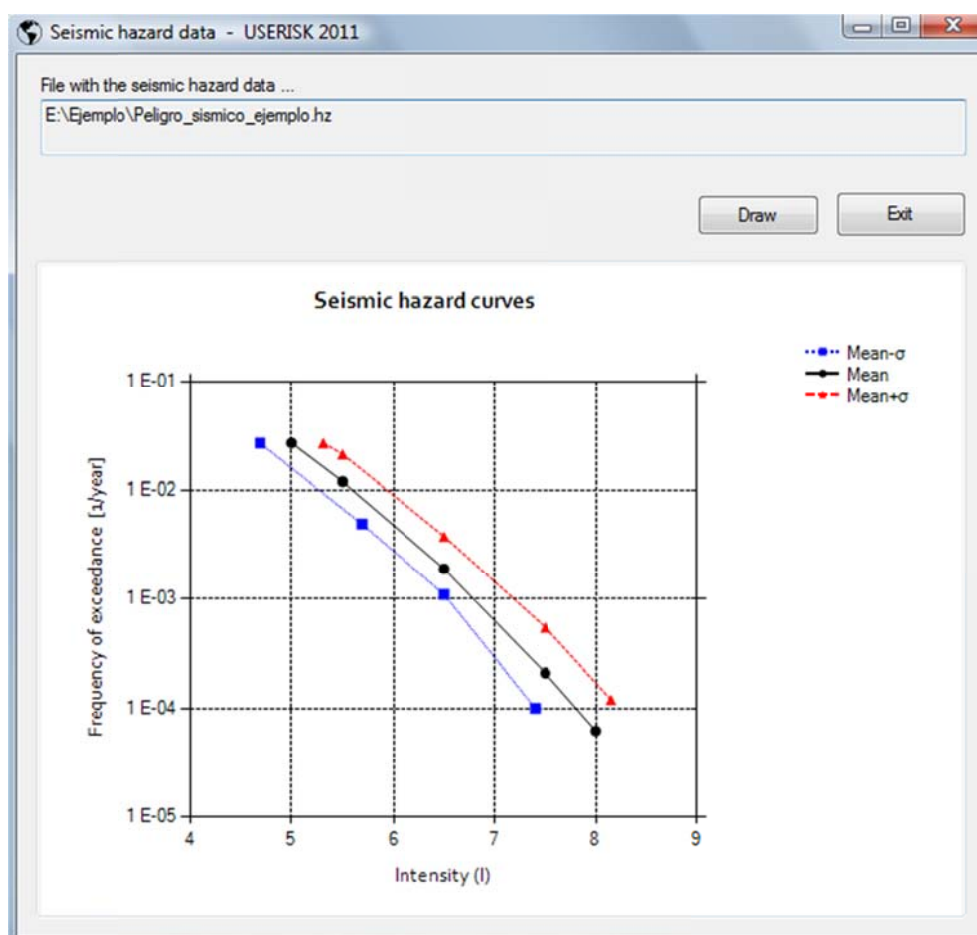 Seismic hazard data - USERISK 2011
File with the seismic hazard data ...
E:\Ejemplo\Peligro_sismico_ejemplo.hz
Draw
Exit
Seismic hazard curves
Mean-σ
Mean
Mean+σ
1 E-01
1 E-02
1 E-03
1 E-04
1 E-05
Frequency of exceedance [1/year]
4 5 6 7 8 9
Intensity (I)